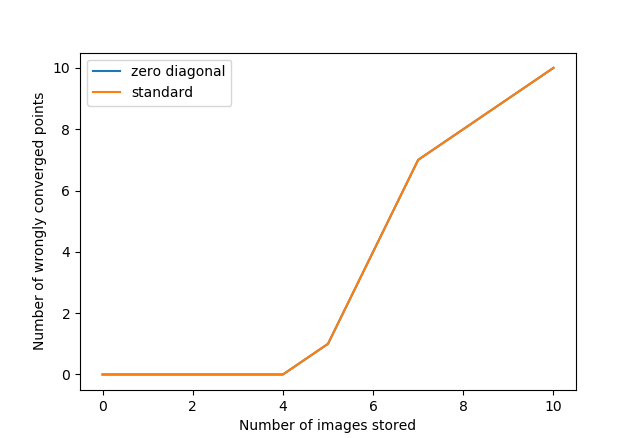 zero diagonal
standard
10
8
6
4
2
0
Number of wrongly converged points
0 2 4 6 8 10
Number of images stored